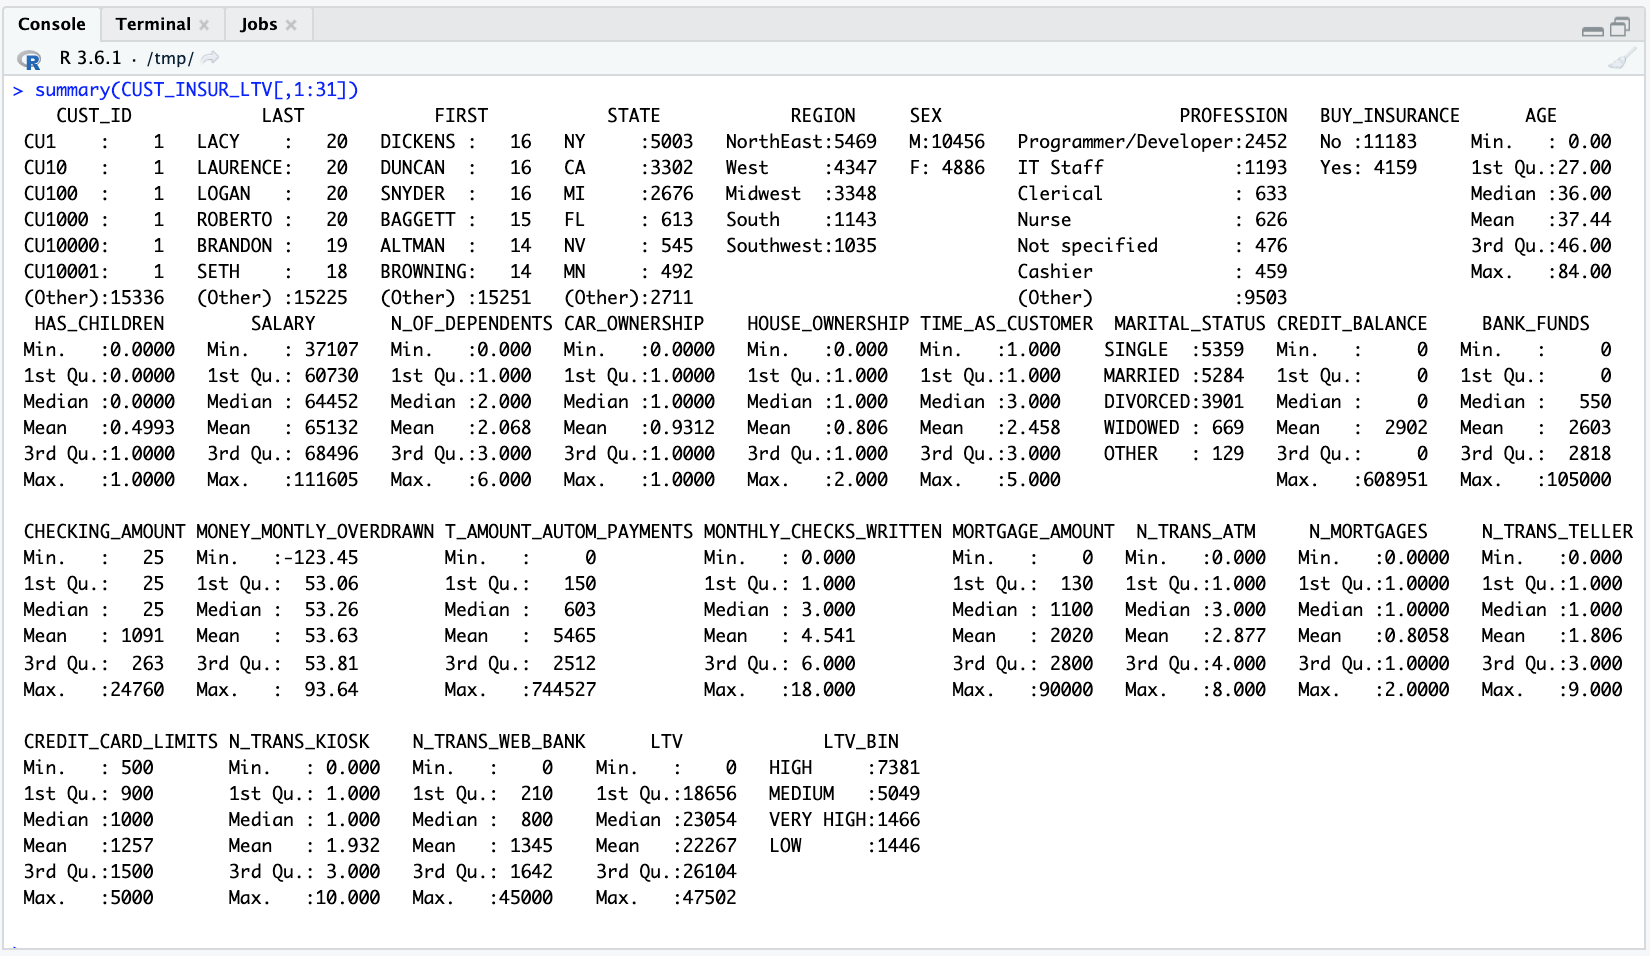 Console Terminal × Jobs ×
R R 3.6.1 · /tmp/
> summary(CUST_INSUR_LTV[,1:31])
CUST_ID LAST FIRST STATE REGION SEX PROFESSION BUY_INSURANCE AGE
CU1 : 1 LACY : 20 DICKENS : 16 NY :5003 NorthEast:5469 M:10456 Programmer/Developer:2452 No :11183 Min. : 0.00
CU10 : 1 LAURENCE: 20 DUNCAN : 16 CA :3302 West :4347 F: 4886 IT Staff :1193 Yes: 4159 1st Qu.:27.00
CU100 : 1 LOGAN : 20 SNYDER : 16 MI :2676 Midwest :3348 Clerical : 633 Median :36.00
CU1000 : 1 ROBERTO : 20 BAGGETT : 15 FL : 613 South :1143 Nurse : 626 Mean :37.44
CU10000: 1 BRANDON : 19 ALTMAN : 14 NV : 545 Southwest:1035 Not specified : 476 3rd Qu.:46.00
CU10001: 1 SETH : 18 BROWNING: 14 MN : 492 Cashier : 459 Max. :84.00
(Other):15336 (Other) :15225 (Other) :15251 (Other):2711 (Other) :9503
HAS_CHILDREN SALARY N_OF_DEPENDENTS CAR_OWNERSHIP HOUSE_OWNERSHIP TIME_AS_CUSTOMER MARITAL_STATUS CREDIT_BALANCE BANK_FUNDS
Min. :0.0000 Min. : 37107 Min. :0.000 Min. :0.0000 Min. :0.000 Min. :1.000 SINGLE :5359 Min. : 0 Min. : 0
1st Qu.:0.0000 1st Qu.: 60730 1st Qu.:1.000 1st Qu.:1.0000 1st Qu.:1.000 1st Qu.:1.000 MARRIED :5284 1st Qu.: 0 1st Qu.: 0
Median :0.0000 Median : 64452 Median :2.000 Median :1.0000 Median :1.000 Median :3.000 DIVORCED:3901 Median : 0 Median : 550
Mean :0.4993 Mean : 65132 Mean :2.068 Mean :0.9312 Mean :0.806 Mean :2.458 WIDOWED : 669 Mean : 2902 Mean : 2603
3rd Qu.:1.0000 3rd Qu.: 68496 3rd Qu.:3.000 3rd Qu.:1.0000 3rd Qu.:1.000 3rd Qu.:3.000 OTHER : 129 3rd Qu.: 0 3rd Qu.: 2818
Max. :1.0000 Max. :111605 Max. :6.000 Max. :1.0000 Max. :2.000 Max. :5.000 Max. :608951 Max. :105000
CHECKING_AMOUNT MONEY_MONTLY_OVERDRAWN T_AMOUNT_AUTOM_PAYMENTS MONTHLY_CHECKS_WRITTEN MORTGAGE_AMOUNT N_TRANS_ATM N_MORTGAGES N_TRANS_TELLER
Min. : 25 Min. :-123.45 Min. : 0 Min. : 0.000 Min. : 0 Min. :0.000 Min. :0.0000 Min. :0.000
1st Qu.: 25 1st Qu.: 53.06 1st Qu.: 150 1st Qu.: 1.000 1st Qu.: 130 1st Qu.:1.000 1st Qu.:1.0000 1st Qu.:1.000
Median : 25 Median : 53.26 Median : 603 Median : 3.000 Median : 1100 Median :3.000 Median :1.0000 Median :1.000
Mean : 1091 Mean : 53.63 Mean : 5465 Mean : 4.541 Mean : 2020 Mean :2.877 Mean :0.8058 Mean :1.806
3rd Qu.: 263 3rd Qu.: 53.81 3rd Qu.: 2512 3rd Qu.: 6.000 3rd Qu.: 2800 3rd Qu.:4.000 3rd Qu.:1.0000 3rd Qu.:3.000
Max. :24760 Max. : 93.64 Max. :744527 Max. :18.000 Max. :90000 Max. :8.000 Max. :2.0000 Max. :9.000
CREDIT_CARD_LIMITS N_TRANS_KIOSK N_TRANS_WEB_BANK LTV LTV_BIN
Min. : 500 Min. : 0.000 Min. : 0 Min. : 0 HIGH :7381
1st Qu.: 900 1st Qu.: 1.000 1st Qu.: 210 1st Qu.:18656 MEDIUM :5049
Median :1000 Median : 1.000 Median : 800 Median :23054 VERY HIGH:1466
Mean :1257 Mean : 1.932 Mean : 1345 Mean :22267 LOW :1446
3rd Qu.:1500 3rd Qu.: 3.000 3rd Qu.: 1642 3rd Qu.:26104
Max. :5000 Max. :10.000 Max. :45000 Max. :47502